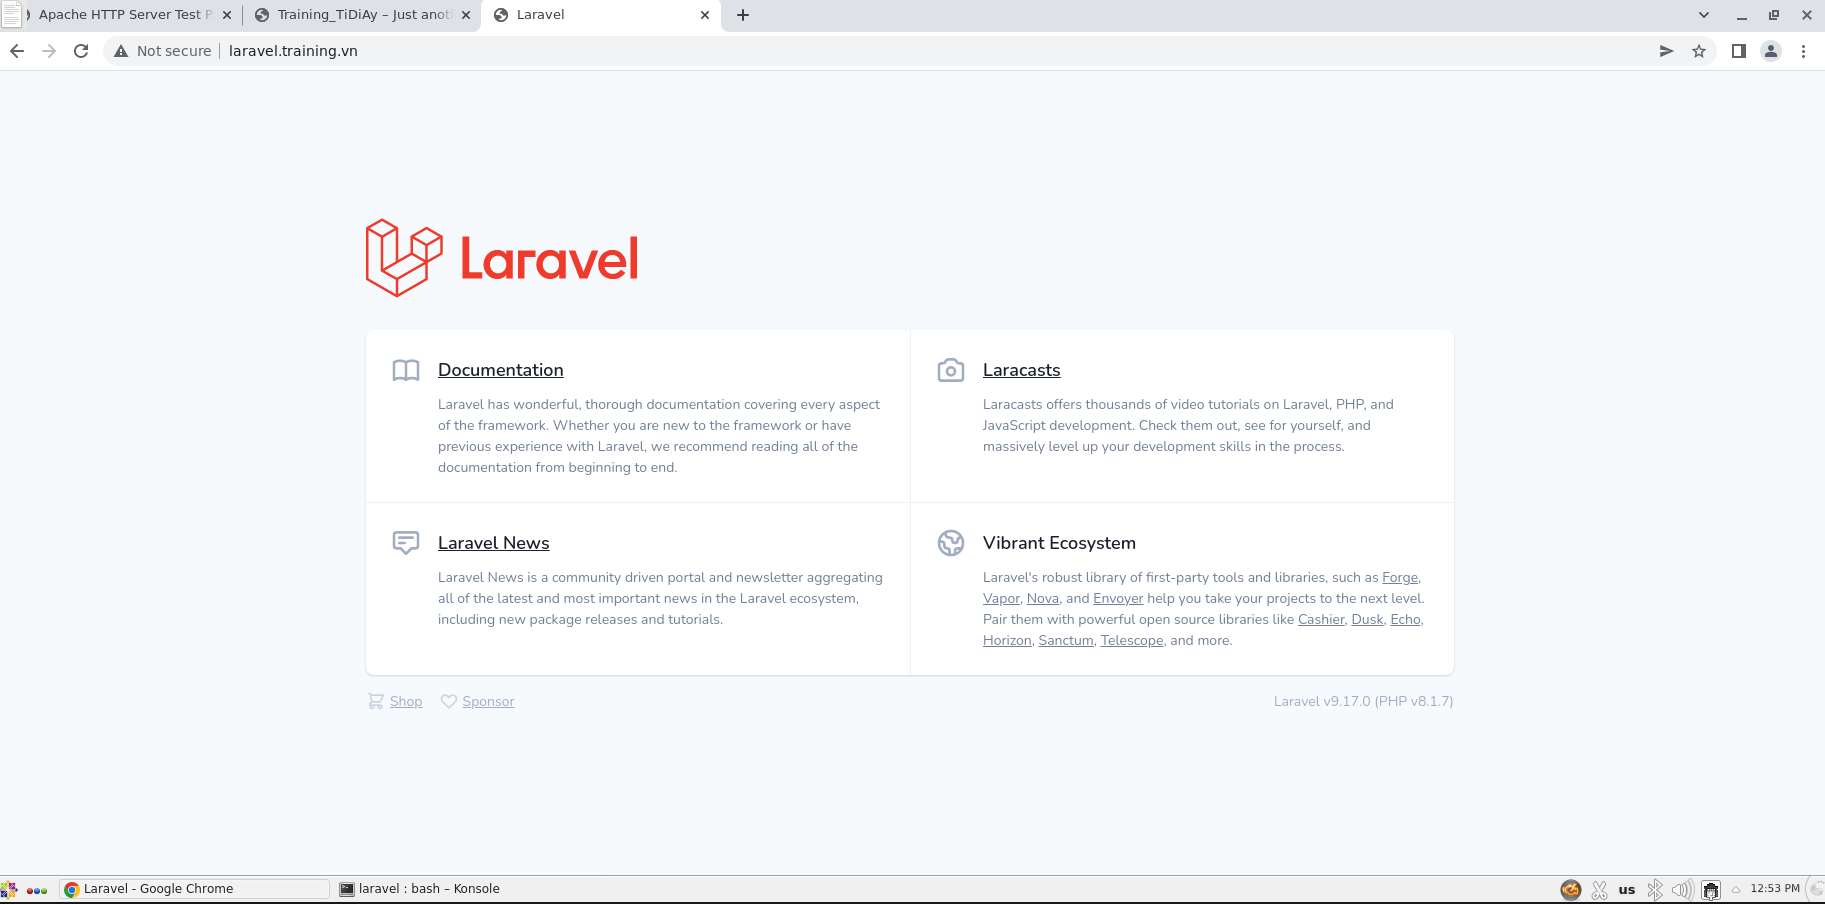 Apache HTTP Server Test P
Training_TiDiAy – Just anot
Laravel
Not secure
laravel.training.vn
Laravel
Documentation
Laravel has wonderful, thorough documentation covering every aspect
of the framework. Whether you are new to the framework or have
previous experience with Laravel, we recommend reading all of the
documentation from beginning to end.
Laracasts
Laracasts offers thousands of video tutorials on Laravel, PHP, and
JavaScript development. Check them out, see for yourself, and
massively level up your development skills in the process.
Laravel News
Laravel News is a community driven portal and newsletter aggregating
all of the latest and most important news in the Laravel ecosystem,
including new package releases and tutorials.
Vibrant Ecosystem
Laravel's robust library of first-party tools and libraries, such as Forge,
Vapor, Nova, and Envoyer help you take your projects to the next level.
Pair them with powerful open source libraries like Cashier, Dusk, Echo,
Horizon, Sanctum, Telescope, and more.
Shop
Sponsor
Laravel v9.17.0 (PHP v8.1.7)
Laravel - Google Chrome
laravel : bash – Konsole
us
12:53 PM